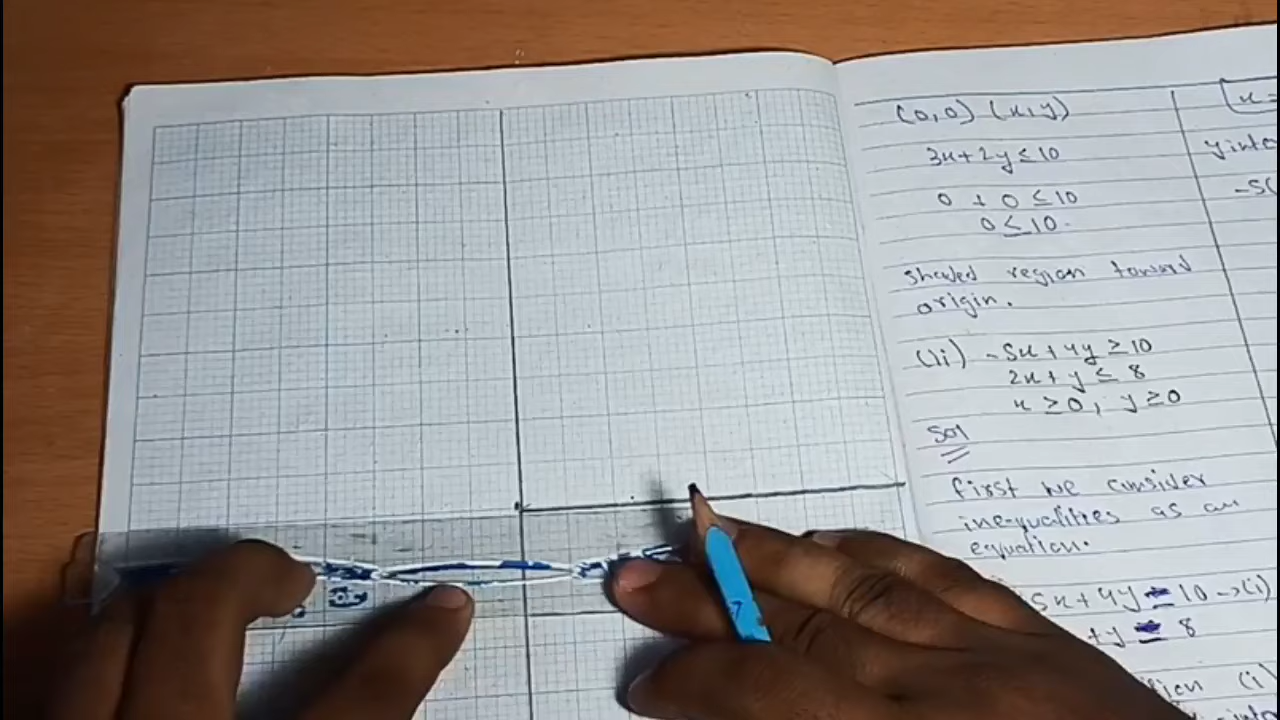 (0,0) (x,y)
3x+2y≤10
0 + 0 ≤ 10
0 ≤ 10.
shaded region toward
origin.
(ii) -5x+4y≥10
2x+y ≤ 8
x ≥0, y≥0
Sol
first we consider
inequalities as an
equation.
5x+4y = 10 →(i)
+y = 8
(i)